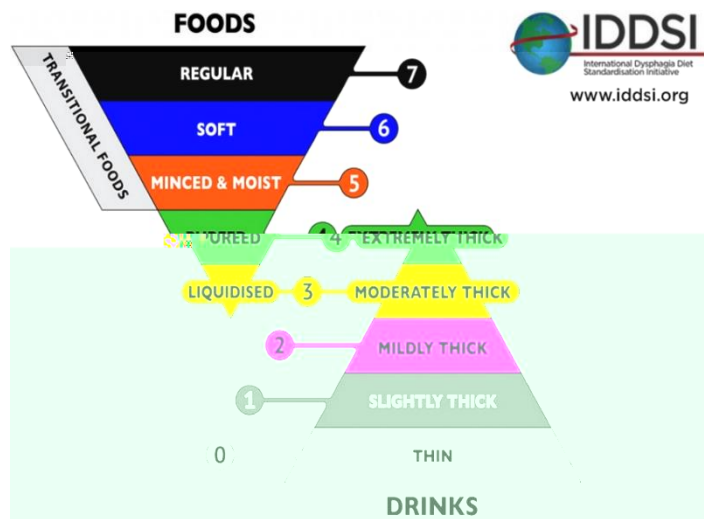 FOODS
IDDSI
International Dysphagia Diet
Standardisation Initiative
www.iddsi.org
TRANSITIONAL FOODS
REGULAR
7
SOFT
6
MINCED & MOIST
5
4
EXTREMELY THICK
LIQUIDISED
3
MODERATELY THICK
2
MILDLY THICK
1
SLIGHTLY THICK
0
THIN
DRINKS